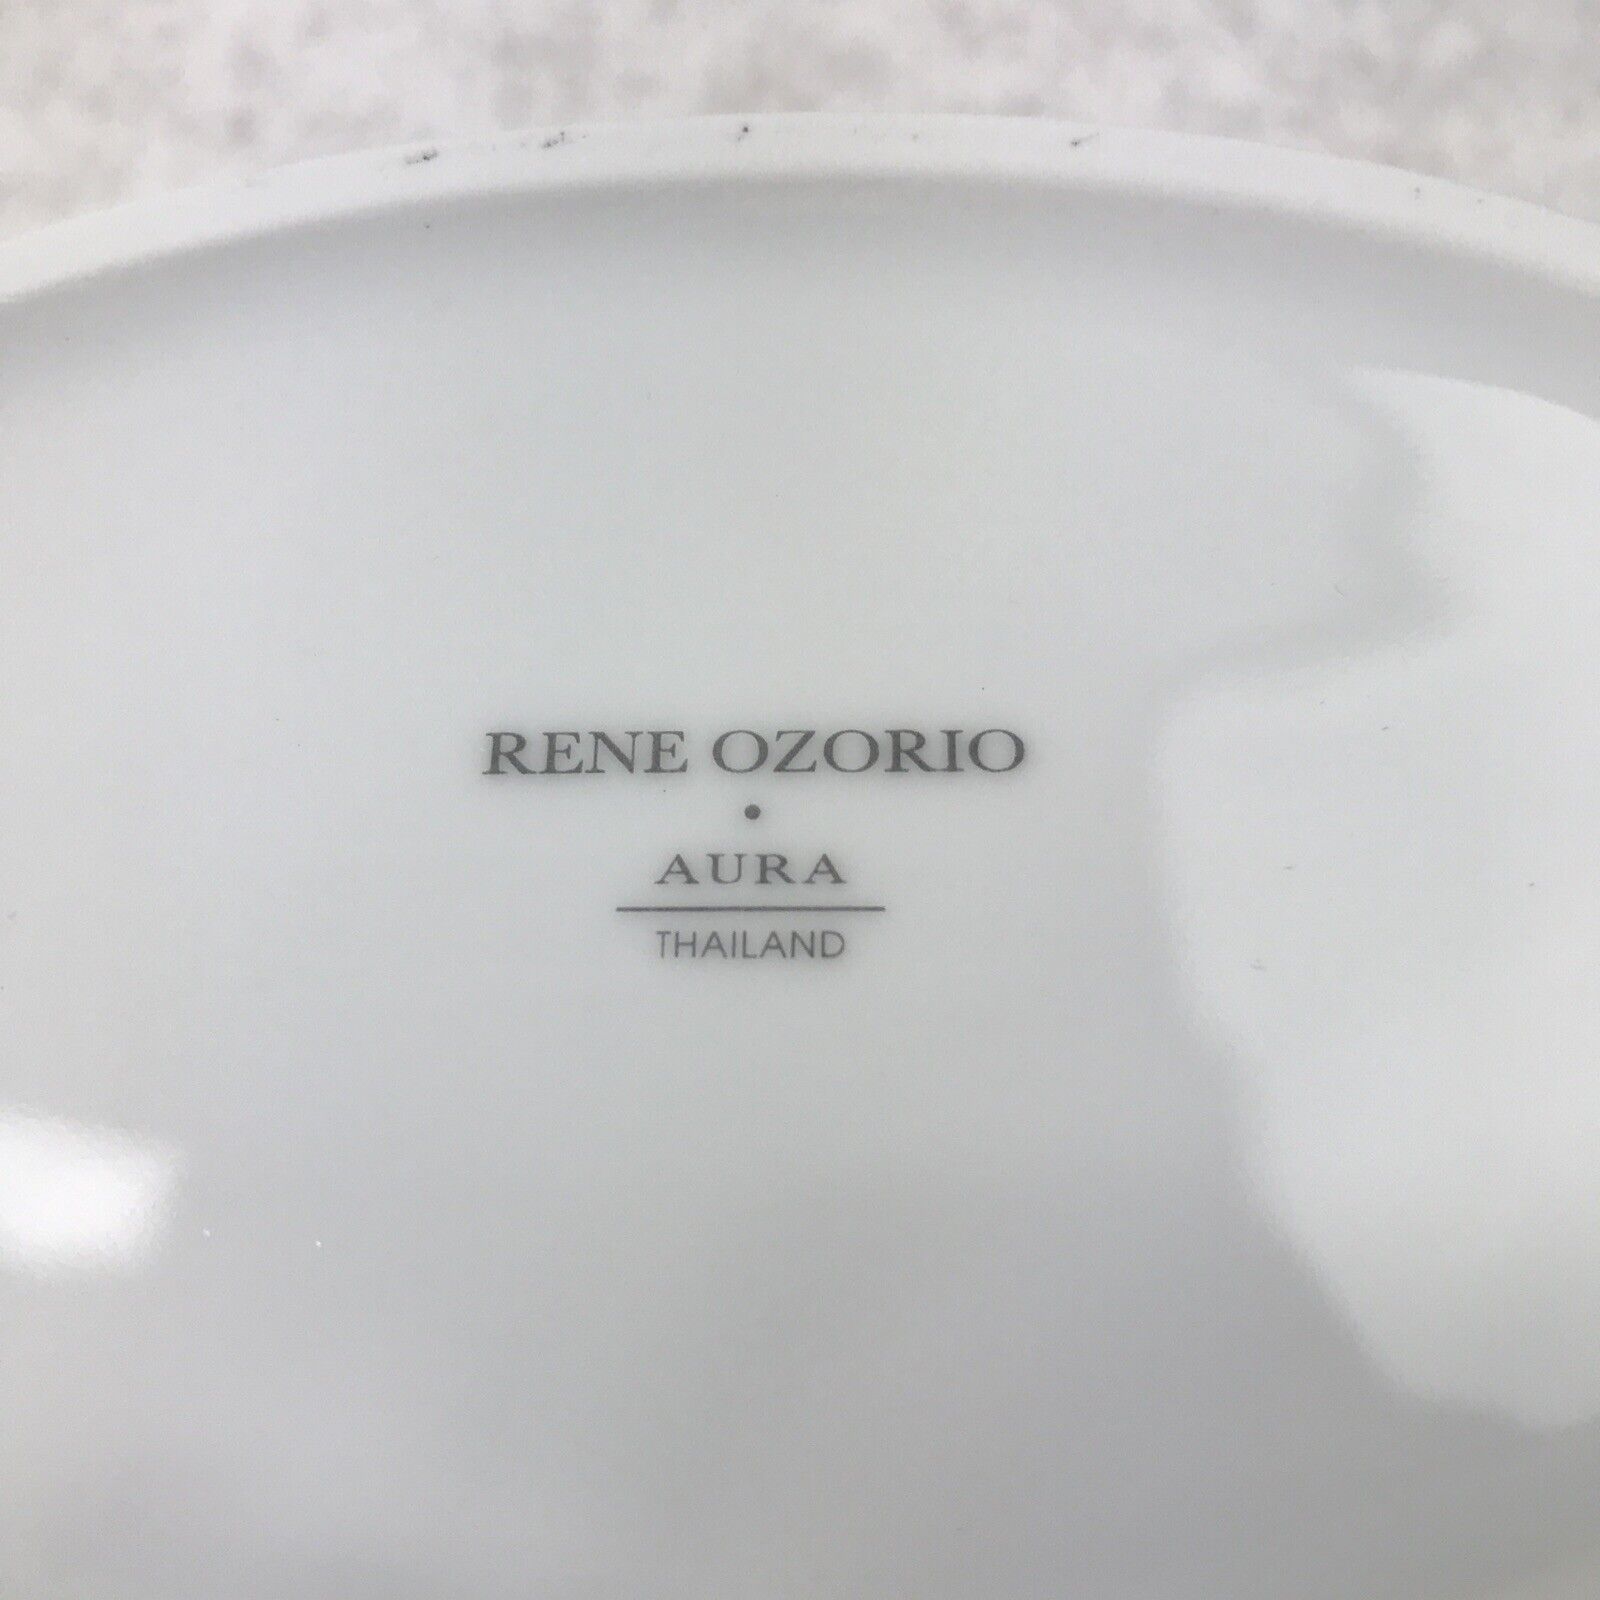 RENE OZORIO
•
AURA
THAILAND